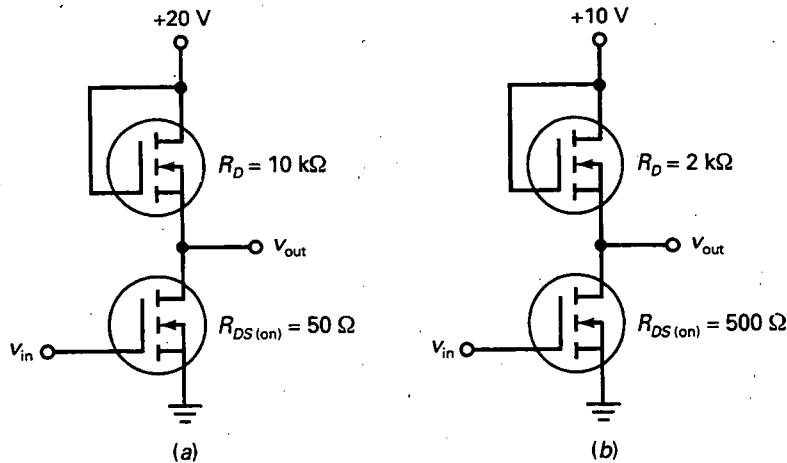 +20 V
R_D = 10 kΩ
v_out
R_DS(on) = 50 Ω
v_in
(a)
+10 V
R_D = 2 kΩ
v_out
R_DS(on) = 500 Ω
v_in
(b)